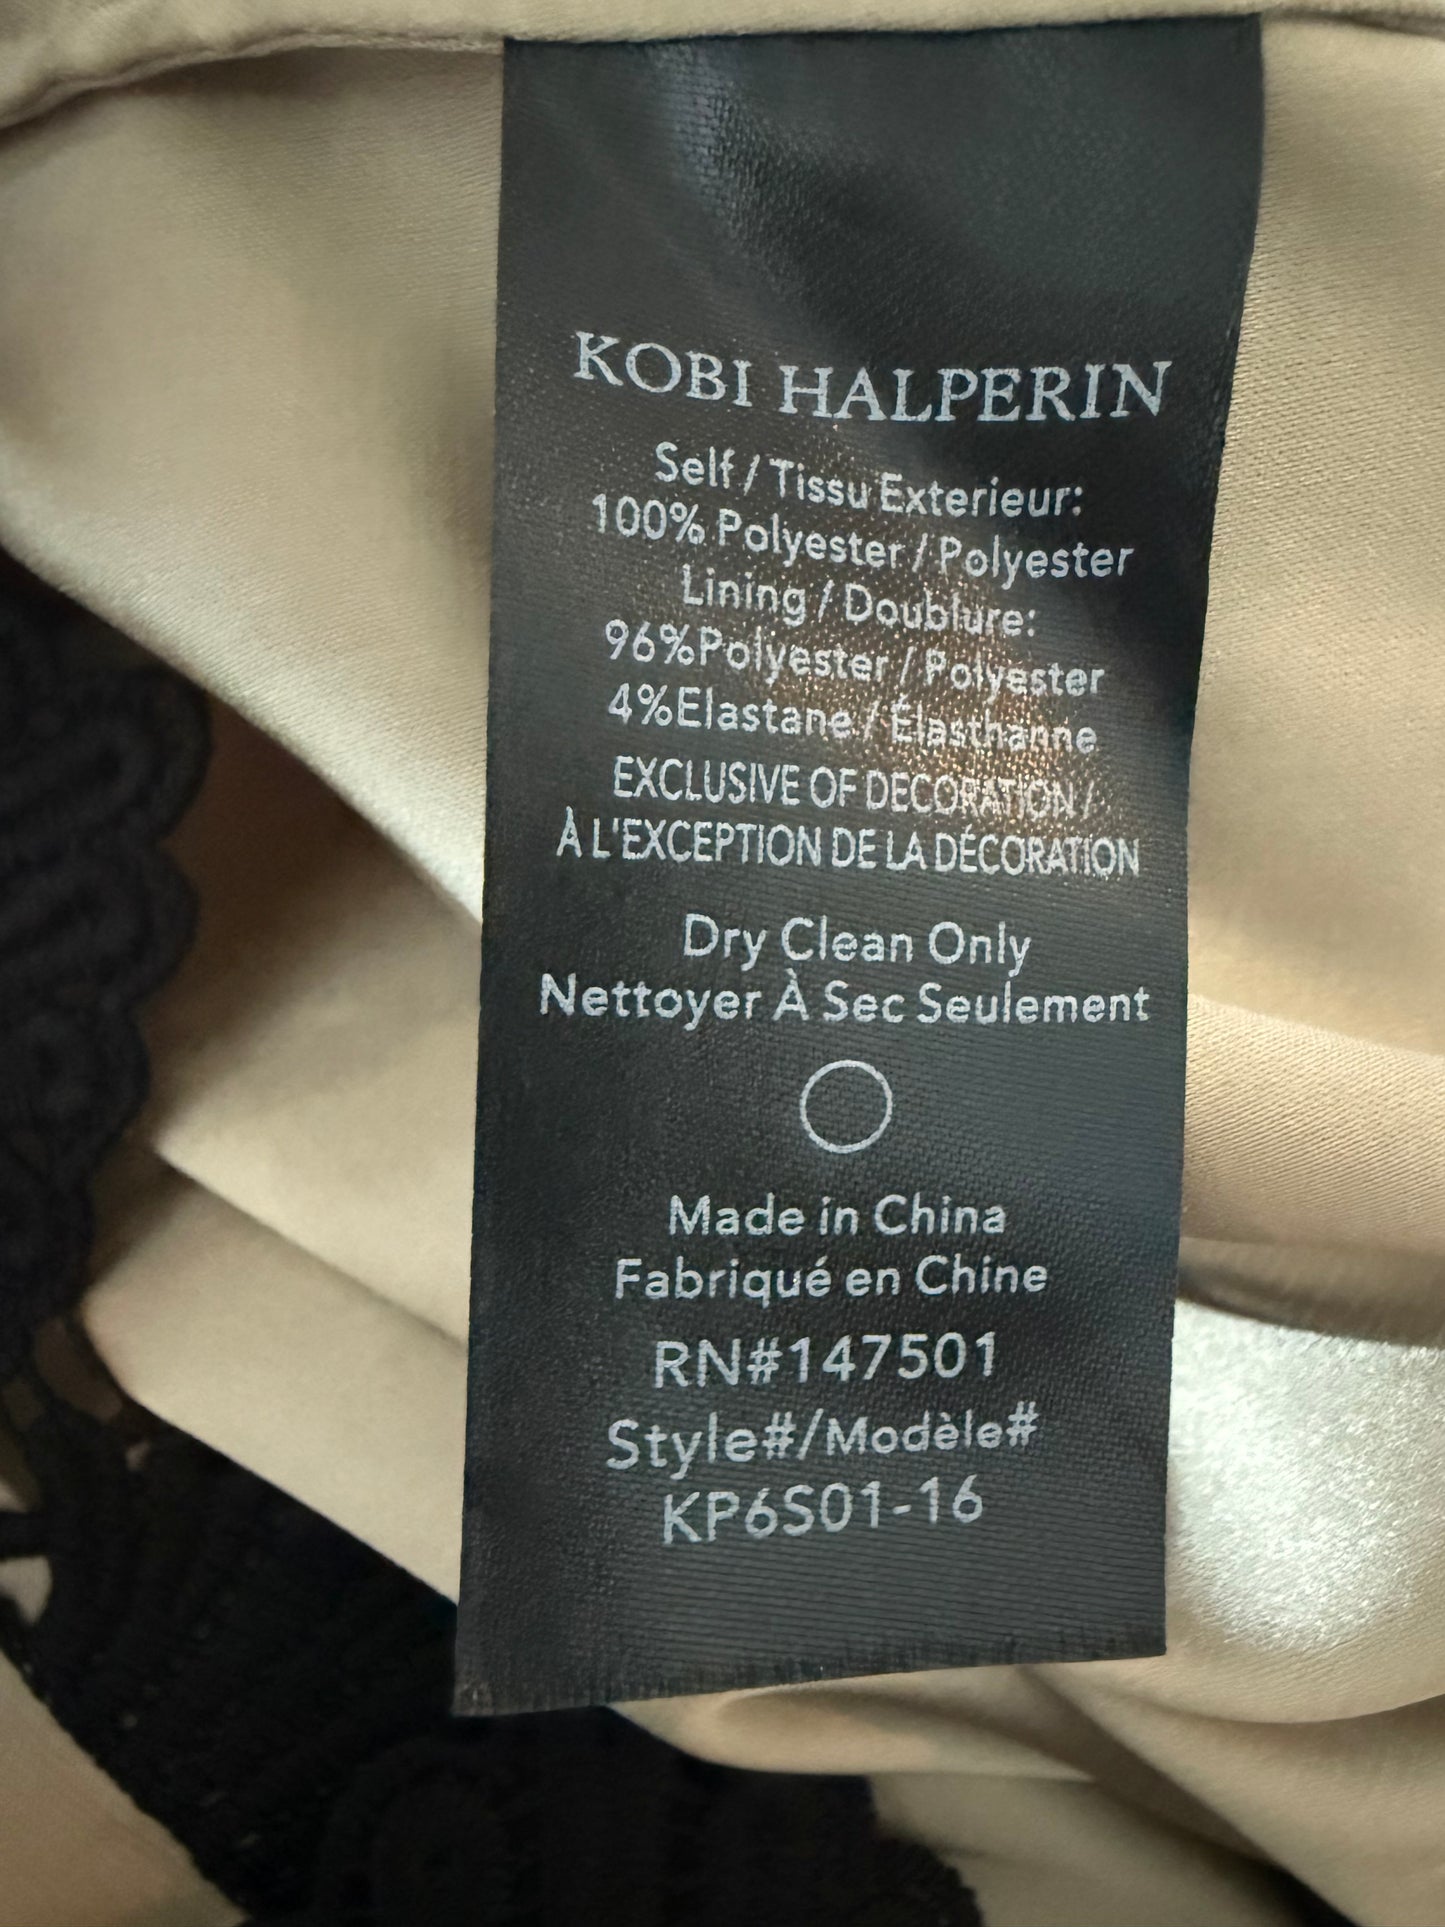 KOBI HALPERIN
Self / Tissu Exterieur:
100% Polyester / Polyester
Lining / Doublure:
96%Polyester / Polyester
4%Elastane / Élasthanne
EXCLUSIVE OF DECORATION /
À L'EXCEPTION DE LA DÉCORATION
Dry Clean Only
Nettoyer À Sec Seulement
Made in China
Fabriqué en Chine
RN#147501
Style#/Modèle#
KP6S01-16